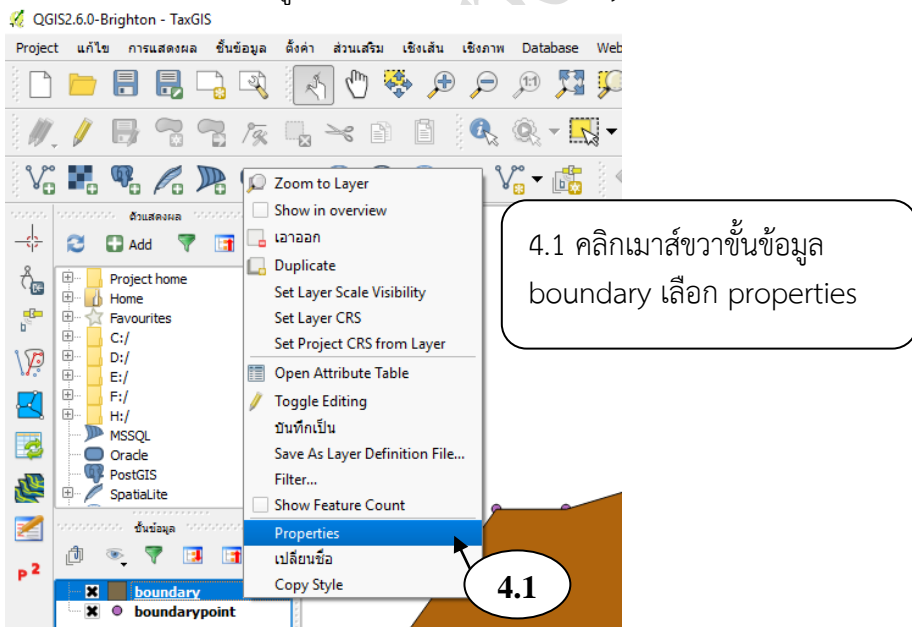 QGIS2.6.0-Brighton - TaxGIS
Project แก้ไข การแสดงผล ชั้นข้อมูล ตั้งค่า ส่วนเสริม เชิงเส้น เชิงภาพ Database Web
ตัวแสดงผล
Add
Project home
Home
Favourites
C:/
D:/
E:/
F:/
H:/
MSSQL
Oracle
PostGIS
SpatiaLite
ชั้นข้อมูล
boundary
boundarypoint
Zoom to Layer
Show in overview
เอาออก
Duplicate
Set Layer Scale Visibility
Set Layer CRS
Set Project CRS from Layer
Open Attribute Table
Toggle Editing
บันทึกเป็น
Save As Layer Definition File...
Filter...
Show Feature Count
Properties
เปลี่ยนชื่อ
Copy Style
4.1 คลิกเมาส์ขวาขั้นข้อมูล
boundary เลือก properties
4.1